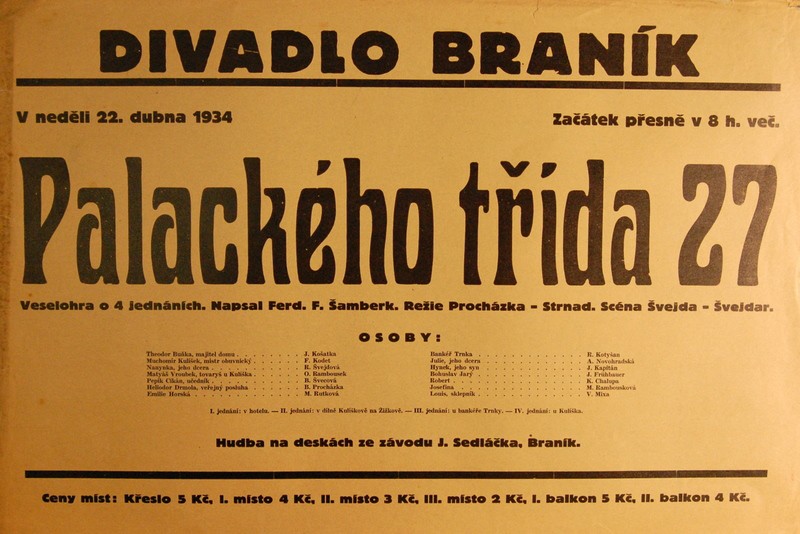 DIVADLO BRANÍK
V neděli 22. dubna 1934 Začátek přesně v 8 h. več.
Palackého třída 27
Veselohra o 4 jednáních. Napsal Ferd. F. Šamberk. Režie Procházka - Strnad. Scéna Švejda - Švejdar.
OSOBY:
Theodor Buška, majitel domu . . . . . . . J. Košatka
Muchomír Kulíšek, mistr obuvnický . . . . . F. Kodet
Nanynka, jeho dcera . . . . . . . R. Švejdová
Matyáš Vroubek, tovaryš u Kulíška . . . . . O. Rambousek
Pepík Cikán, učedník . . . . . . . B. Švecová
Heliodor Drmola, veřejný posluha . . . . . B. Procházka
Emilie Horská . . . . . . . M. Rutková
Bankéř Trnka . . . . . . . R. Kotyšan
Julie, jeho dcera . . . . . . . A. Novohradská
Hynek, jeho syn . . . . . . . J. Kapitán
Bohuslav Jarý . . . . . . . J. Frühbauer
Robert . . . . . . . K. Chalupa
Josefina . . . . . . . M. Rambousková
Louis, sklepník . . . . . . . V. Mixa
I. jednání: v hotelu. — II. jednání: v dílně Kulíškově na Žižkově. — III. jednání: u bankéře Trnky. — IV. jednání: u Kulíška.
Hudba na deskách ze závodu J. Sedláčka, Braník.
Ceny míst: Křeslo 5 Kč, I. místo 4 Kč, II. místo 3 Kč, III. místo 2 Kč, I. balkon 5 Kč, II. balkon 4 Kč.